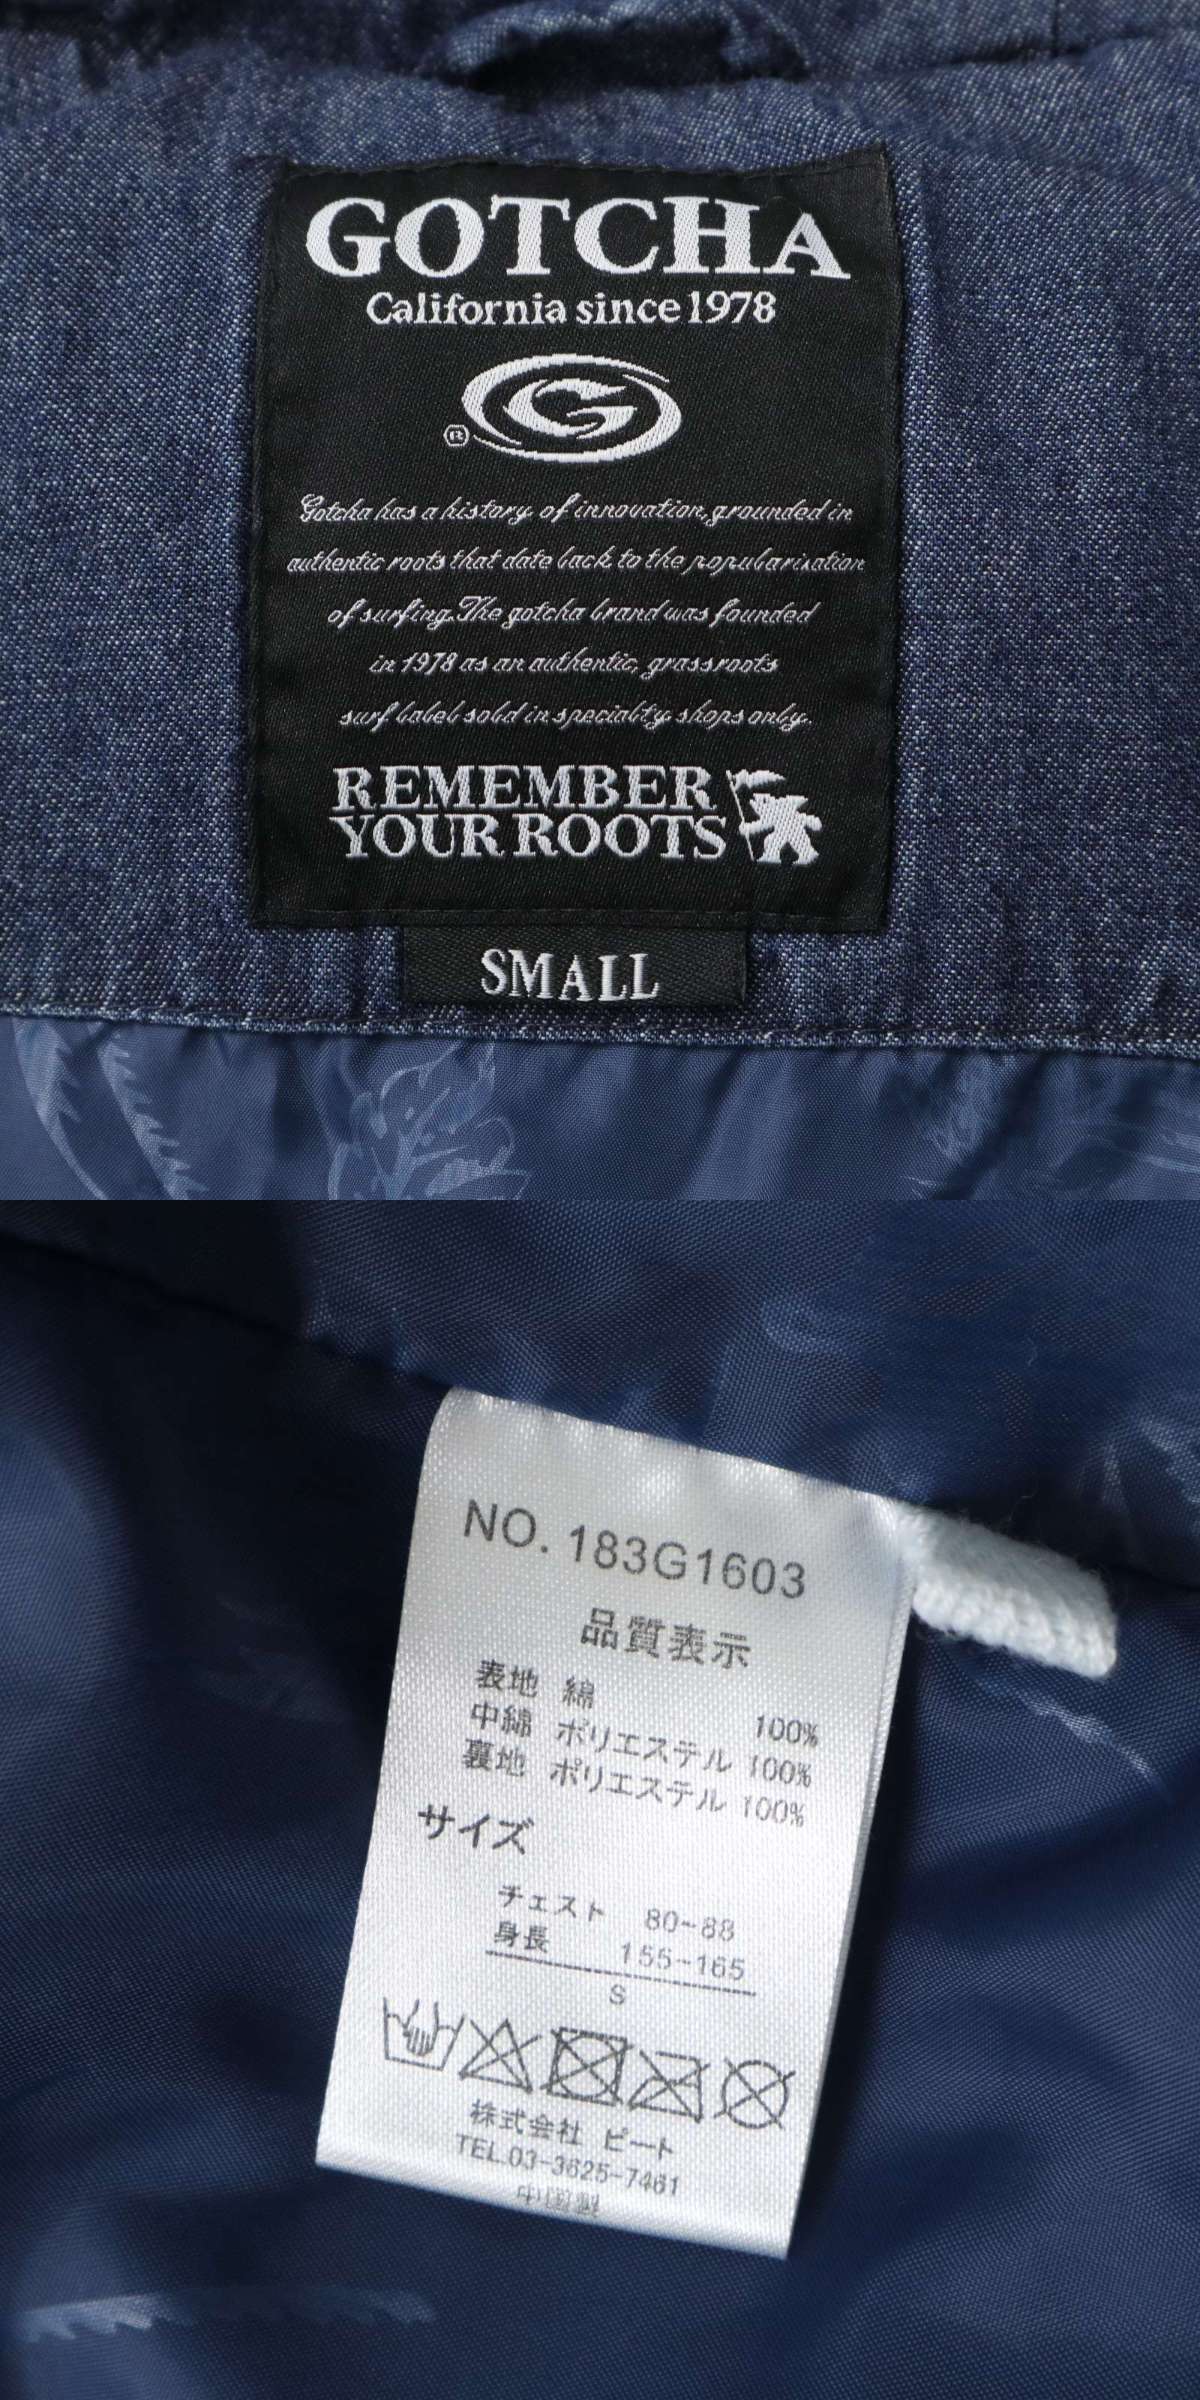 GOTCHA
California since 1978
G
®
Gotcha has a history of innovation, grounded in
authentic roots that date back to the popularization
of surfing. The gotcha brand was founded
in 1978 as an authentic, grassroots
surf label sold in specialty shops only.
REMEMBER
YOUR ROOTS
SMALL
NO. 183G1603
品質表示
表地 綿 100%
中綿 ポリエステル 100%
裏地 ポリエステル 100%
サイズ
チェスト 80-88
身長 155-165
S
株式会社 ピート
TEL.03-3625-7461
中国製